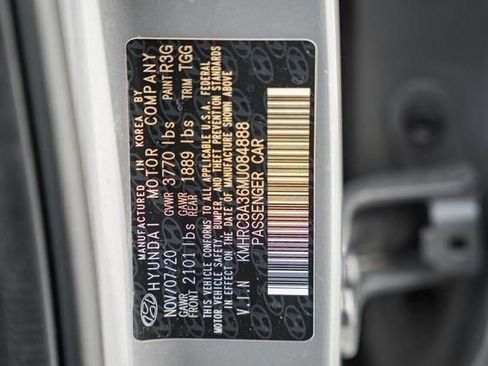 MANUFACTURED IN KOREA BY
HYUNDAI MOTOR COMPANY
NOV/07/20 GVWR 3770 lbs PAINT R3G
GAWR FRONT 2101 lbs GAWR REAR 1889 lbs TRIM TGG
THIS VEHICLE CONFORMS TO ALL APPLICABLE U.S.A. FEDERAL
MOTOR VEHICLE SAFETY, BUMPER, AND THEFT PREVENTION STANDARDS IN EFFECT
ON THE DATE OF MANUFACTURE SHOWN ABOVE
V.I.N KMHRC8A36MU084888
PASSENGER CAR